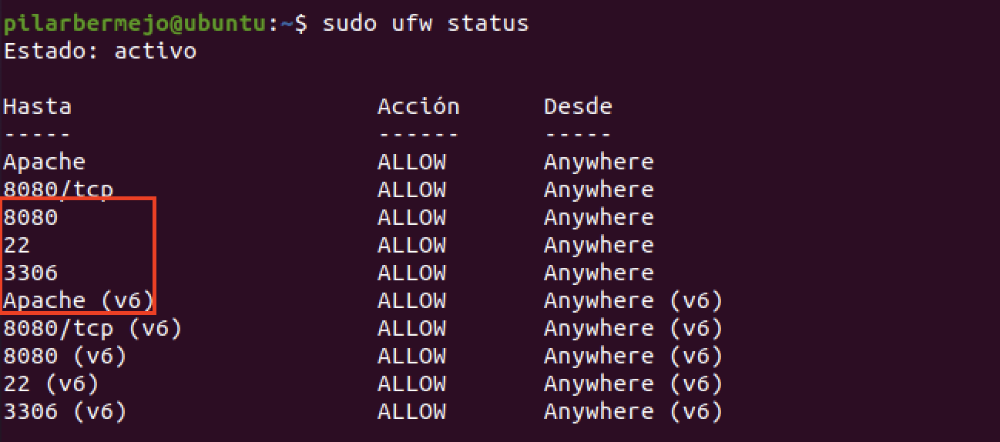 pilarbermejo@ubuntu:~$ sudo ufw status
Estado: activo
Hasta Acción Desde
----- ------ -----
Apache ALLOW Anywhere
8080/tcp ALLOW Anywhere
8080 ALLOW Anywhere
22 ALLOW Anywhere
3306 ALLOW Anywhere
Apache (v6) ALLOW Anywhere (v6)
8080/tcp (v6) ALLOW Anywhere (v6)
8080 (v6) ALLOW Anywhere (v6)
22 (v6) ALLOW Anywhere (v6)
3306 (v6) ALLOW Anywhere (v6)